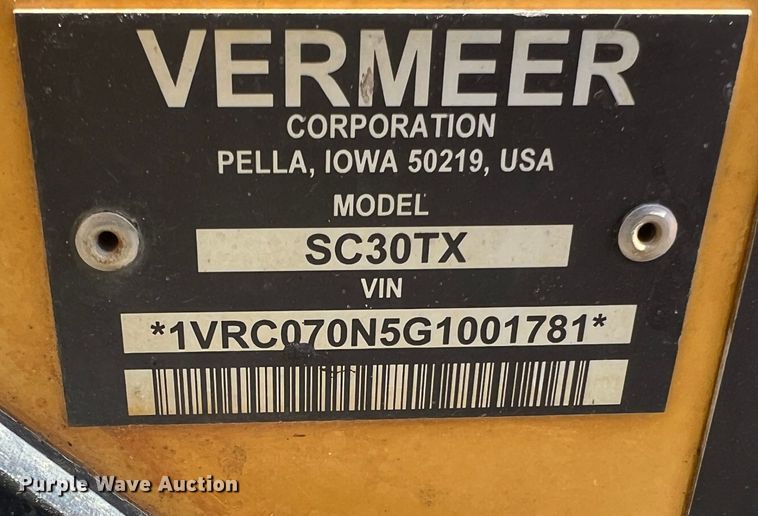 VERMEER
CORPORATION
PELLA, IOWA 50219, USA
MODEL
SC30TX
VIN
*1VRC070N5G1001781*
Purple Wave Auction